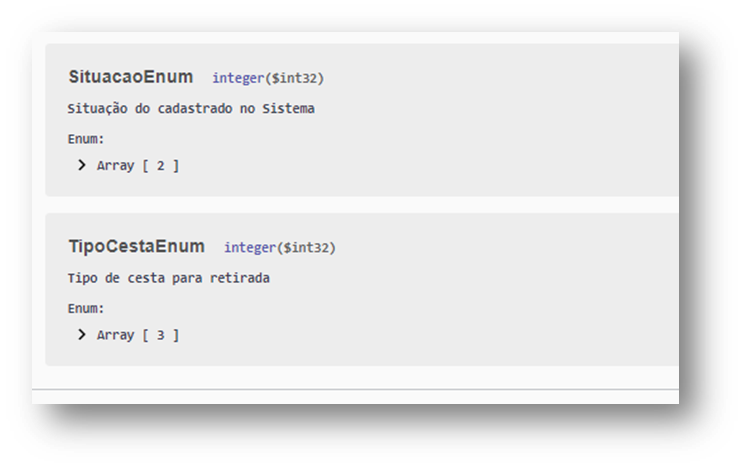 SituacaoEnum integer($int32)
Situação do cadastrado no Sistema
Enum:
Array [ 2 ]
TipoCestaEnum integer($int32)
Tipo de cesta para retirada
Enum:
Array [ 3 ]